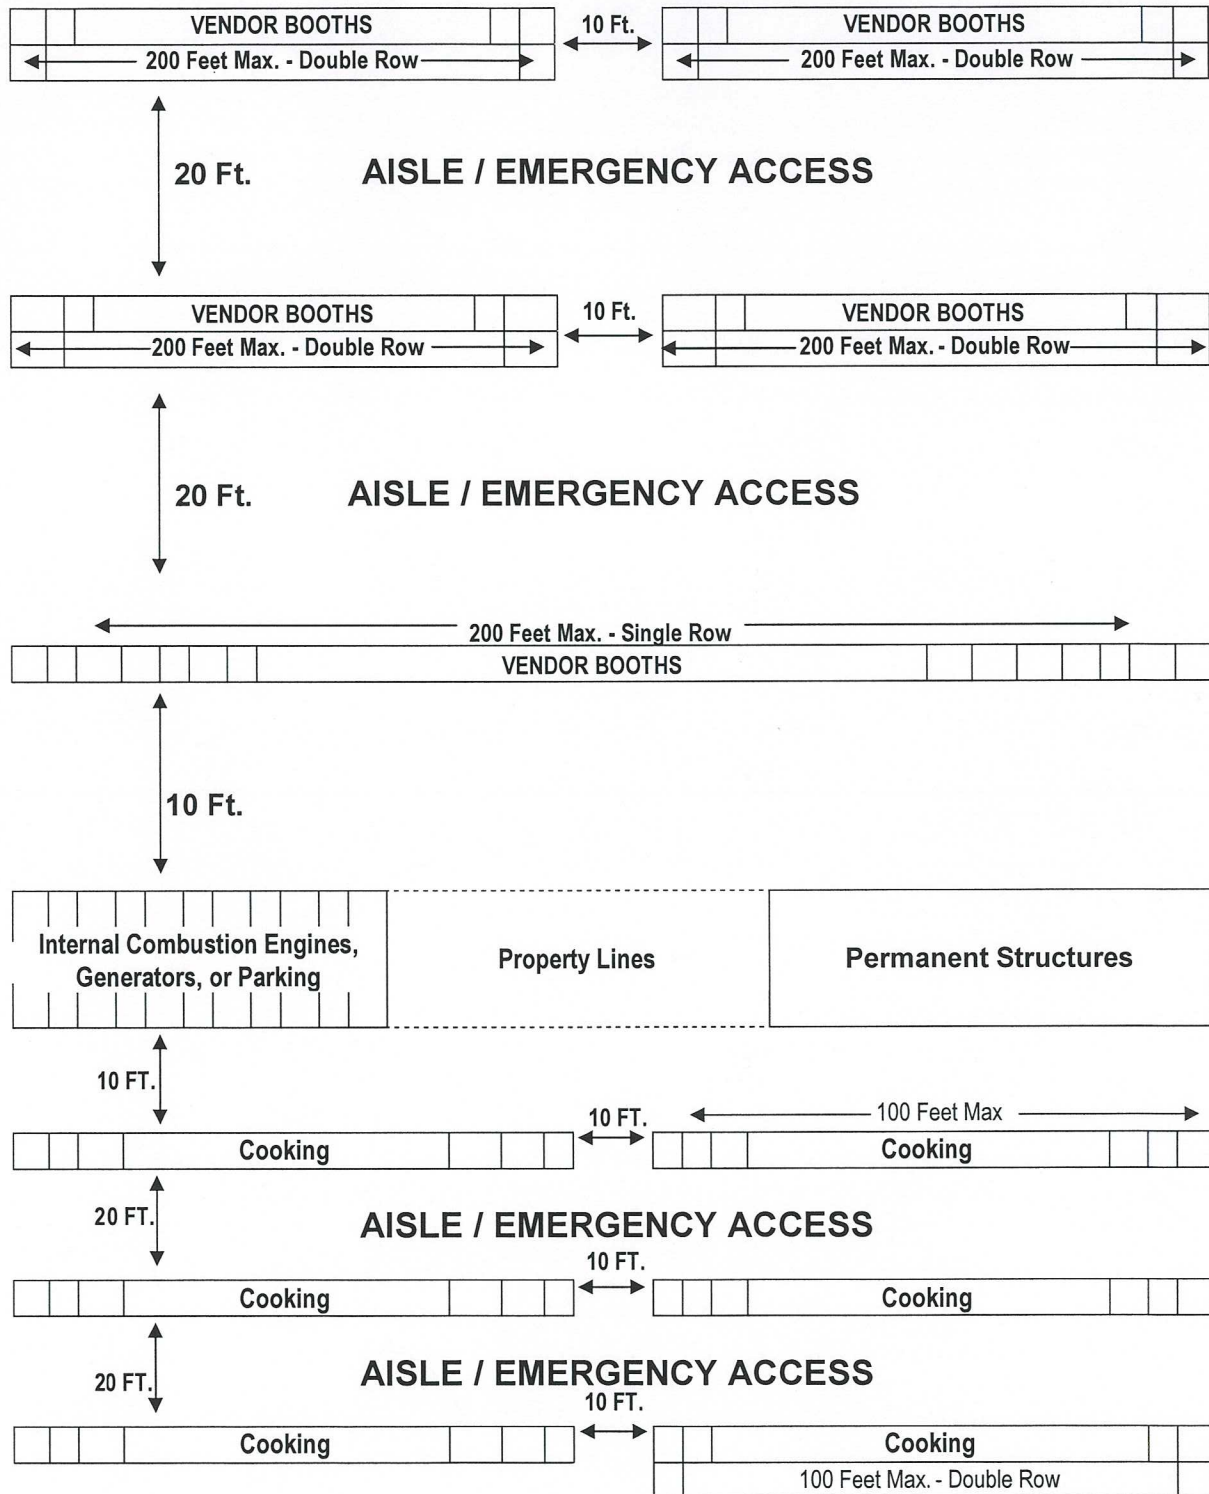 VENDOR BOOTHS
10 Ft.
VENDOR BOOTHS
200 Feet Max. - Double Row
200 Feet Max. - Double Row
20 Ft.
AISLE / EMERGENCY ACCESS
VENDOR BOOTHS
10 Ft.
VENDOR BOOTHS
200 Feet Max. - Double Row
200 Feet Max. - Double Row
20 Ft.
AISLE / EMERGENCY ACCESS
200 Feet Max. - Single Row
VENDOR BOOTHS
10 Ft.
Internal Combustion Engines,
Generators, or Parking
Property Lines
Permanent Structures
10 FT.
10 FT.
100 Feet Max
Cooking
Cooking
20 FT.
AISLE / EMERGENCY ACCESS
10 FT.
Cooking
Cooking
20 FT.
AISLE / EMERGENCY ACCESS
10 FT.
Cooking
Cooking
100 Feet Max. - Double Row